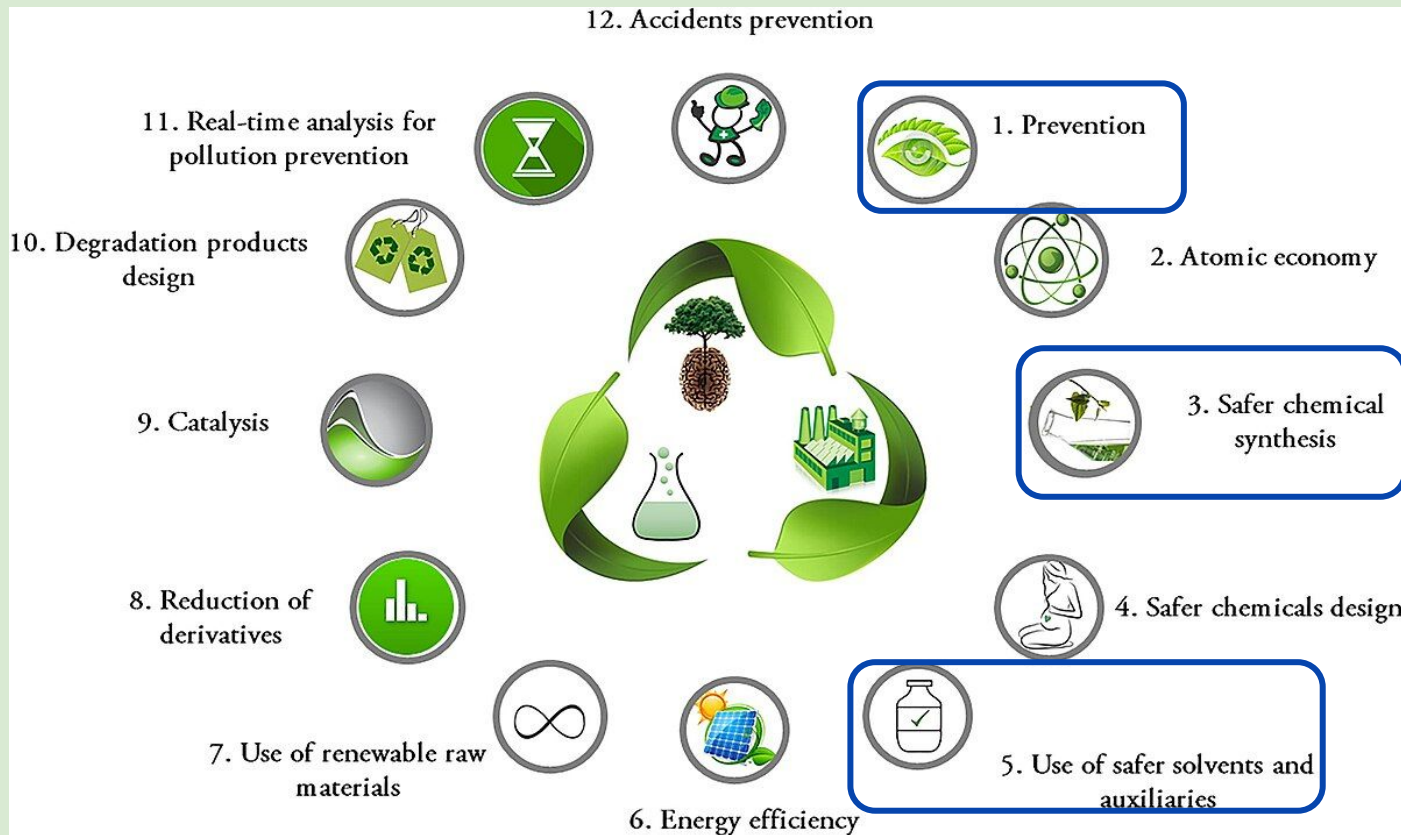 12. Accidents prevention
1. Prevention
2. Atomic economy
3. Safer chemical
synthesis
4. Safer chemicals design
5. Use of safer solvents and
auxiliaries
6. Energy efficiency
7. Use of renewable raw
materials
8. Reduction of
derivatives
9. Catalysis
10. Degradation products
design
11. Real-time analysis for
pollution prevention